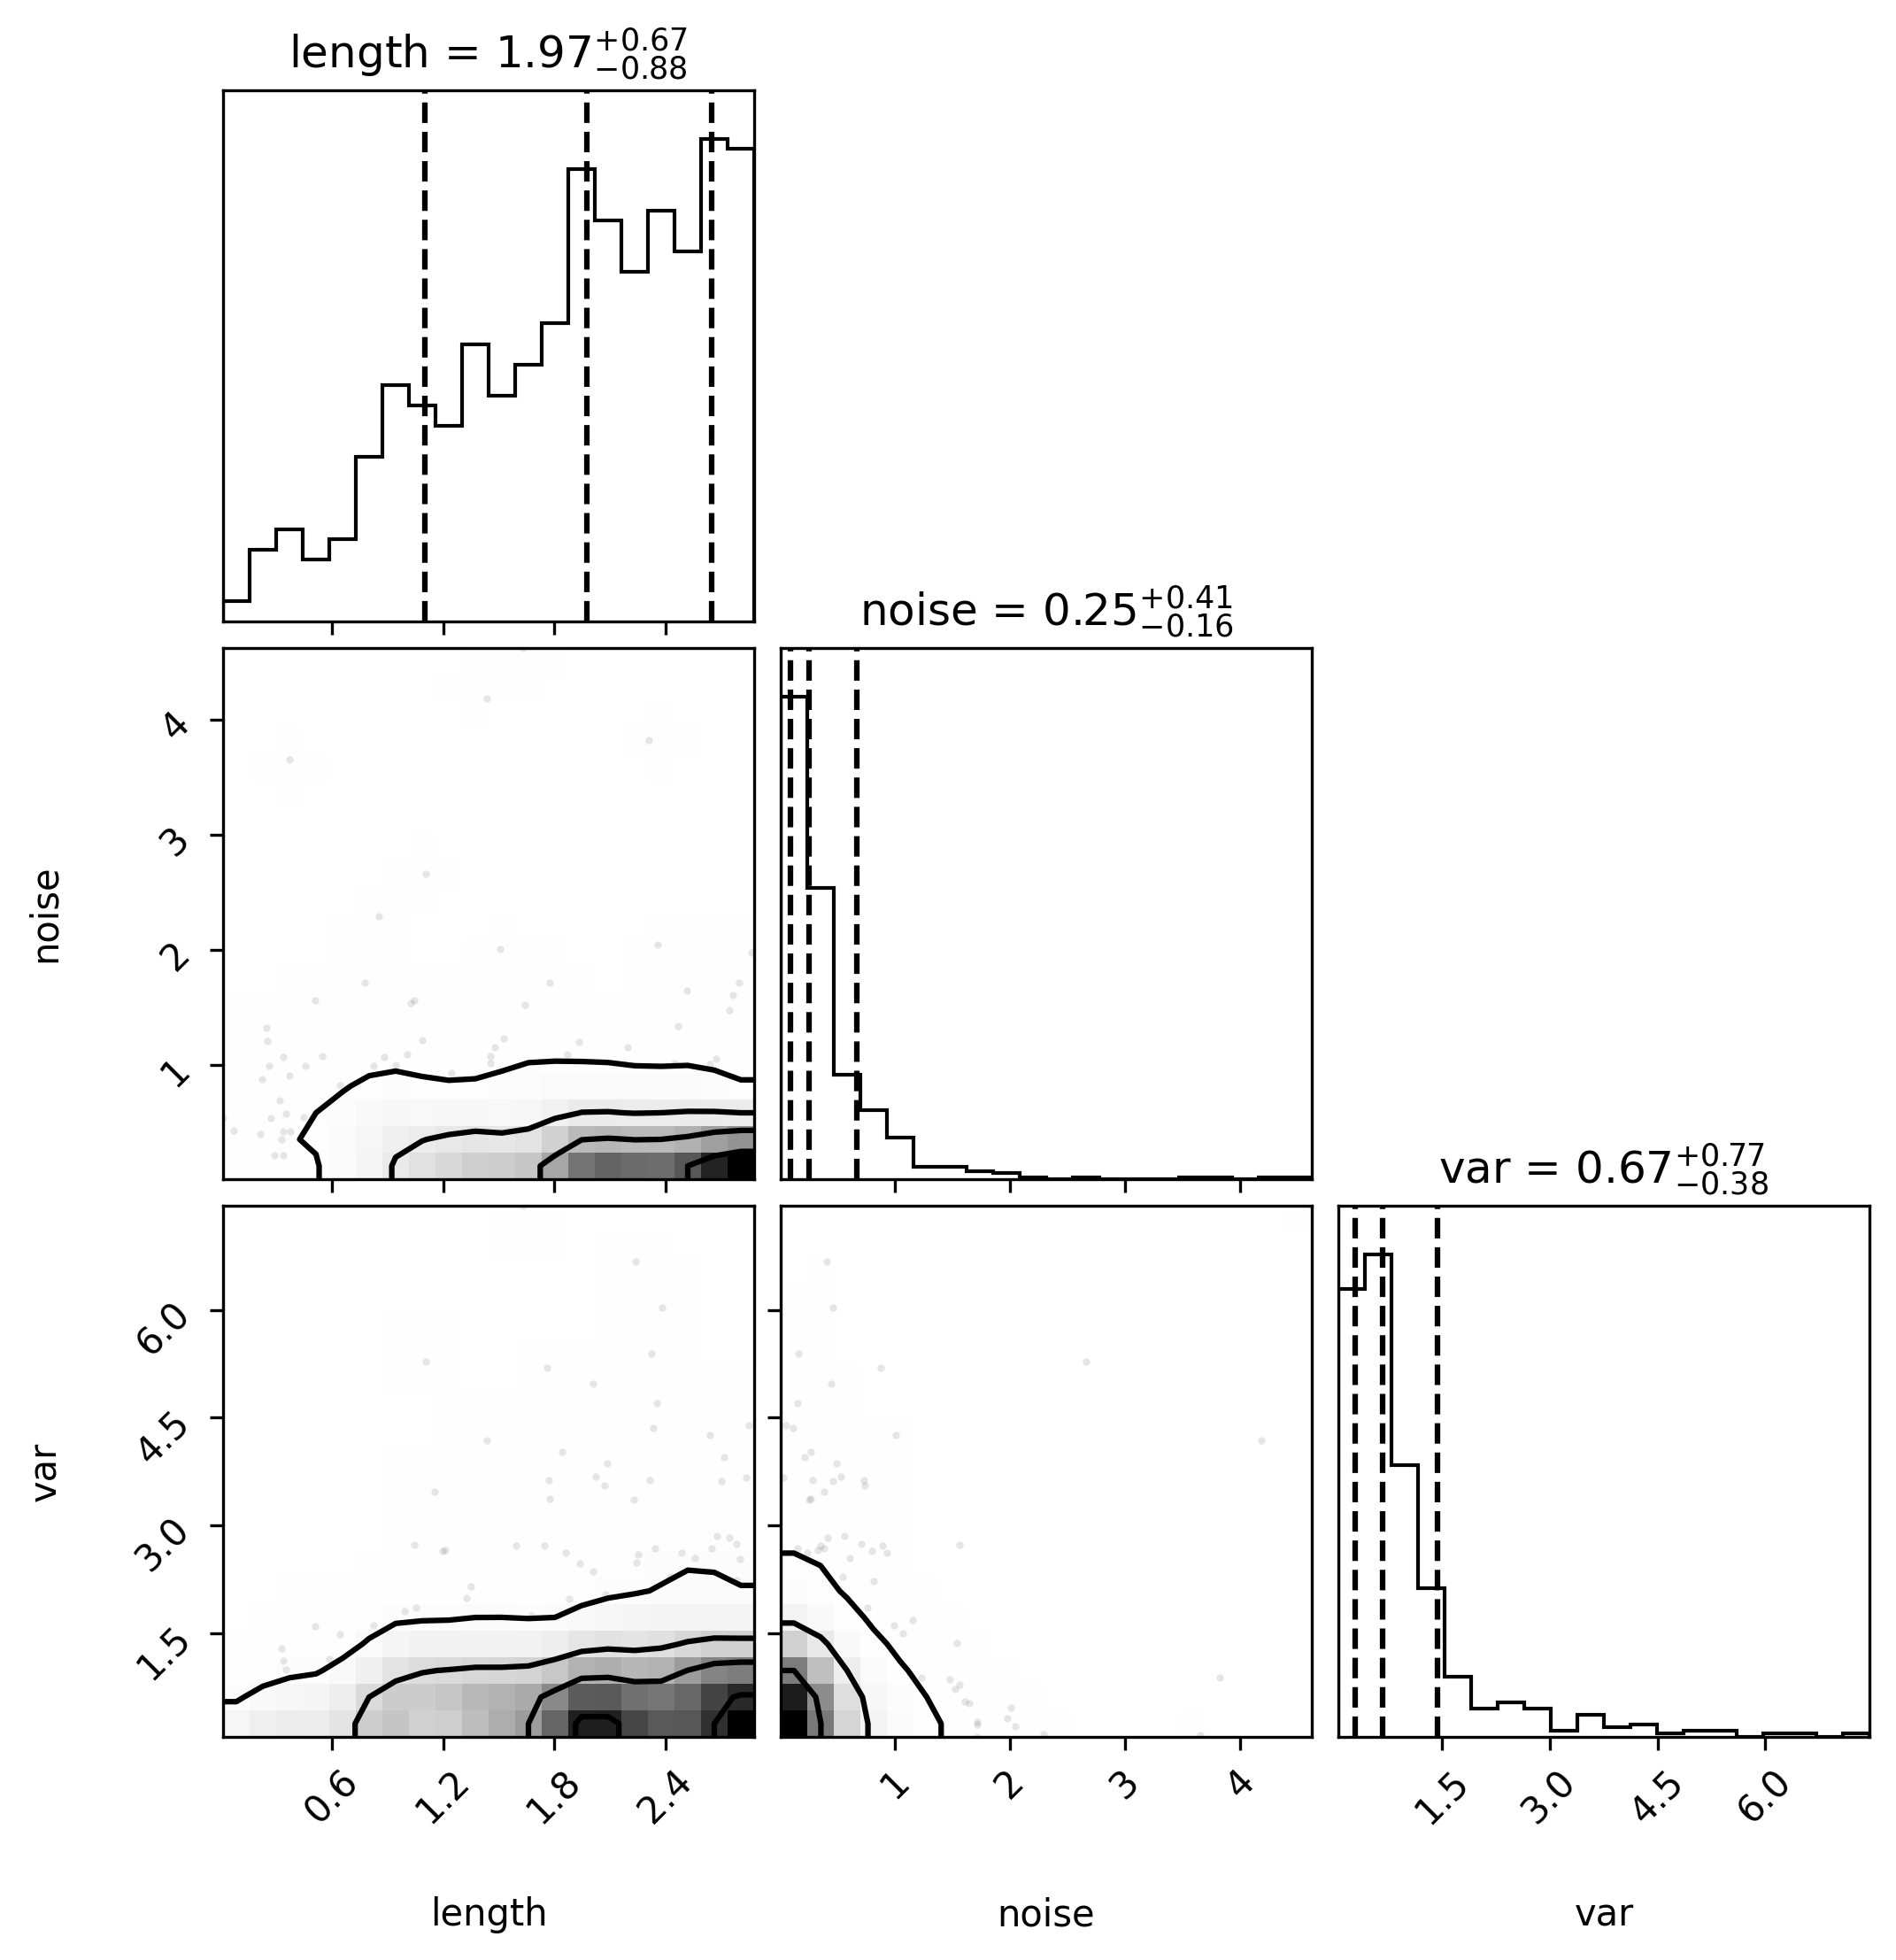 length = 1.97 +0.67 −0.88
noise = 0.25 +0.41 −0.16
noise
4
3
2
1
var = 0.67 +0.77 −0.38
var
6.0
4.5
3.0
1.5
0.6 1.2 1.8 2.4 1 2 3 4 1.5 3.0 4.5 6.0
length noise var